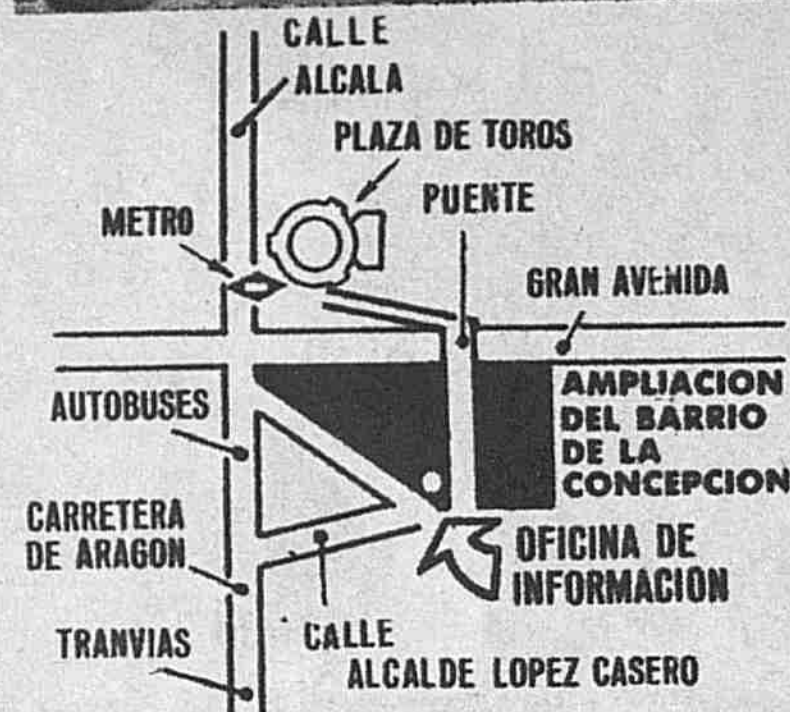 CALLE
ALCALA
PLAZA DE TOROS
PUENTE
METRO
GRAN AVENIDA
AUTOBUSES
AMPLIACION
DEL BARRIO
DE LA
CONCEPCION
CARRETERA
DE ARAGON
OFICINA DE
INFORMACION
TRANVIAS
CALLE
ALCALDE LOPEZ CASERO